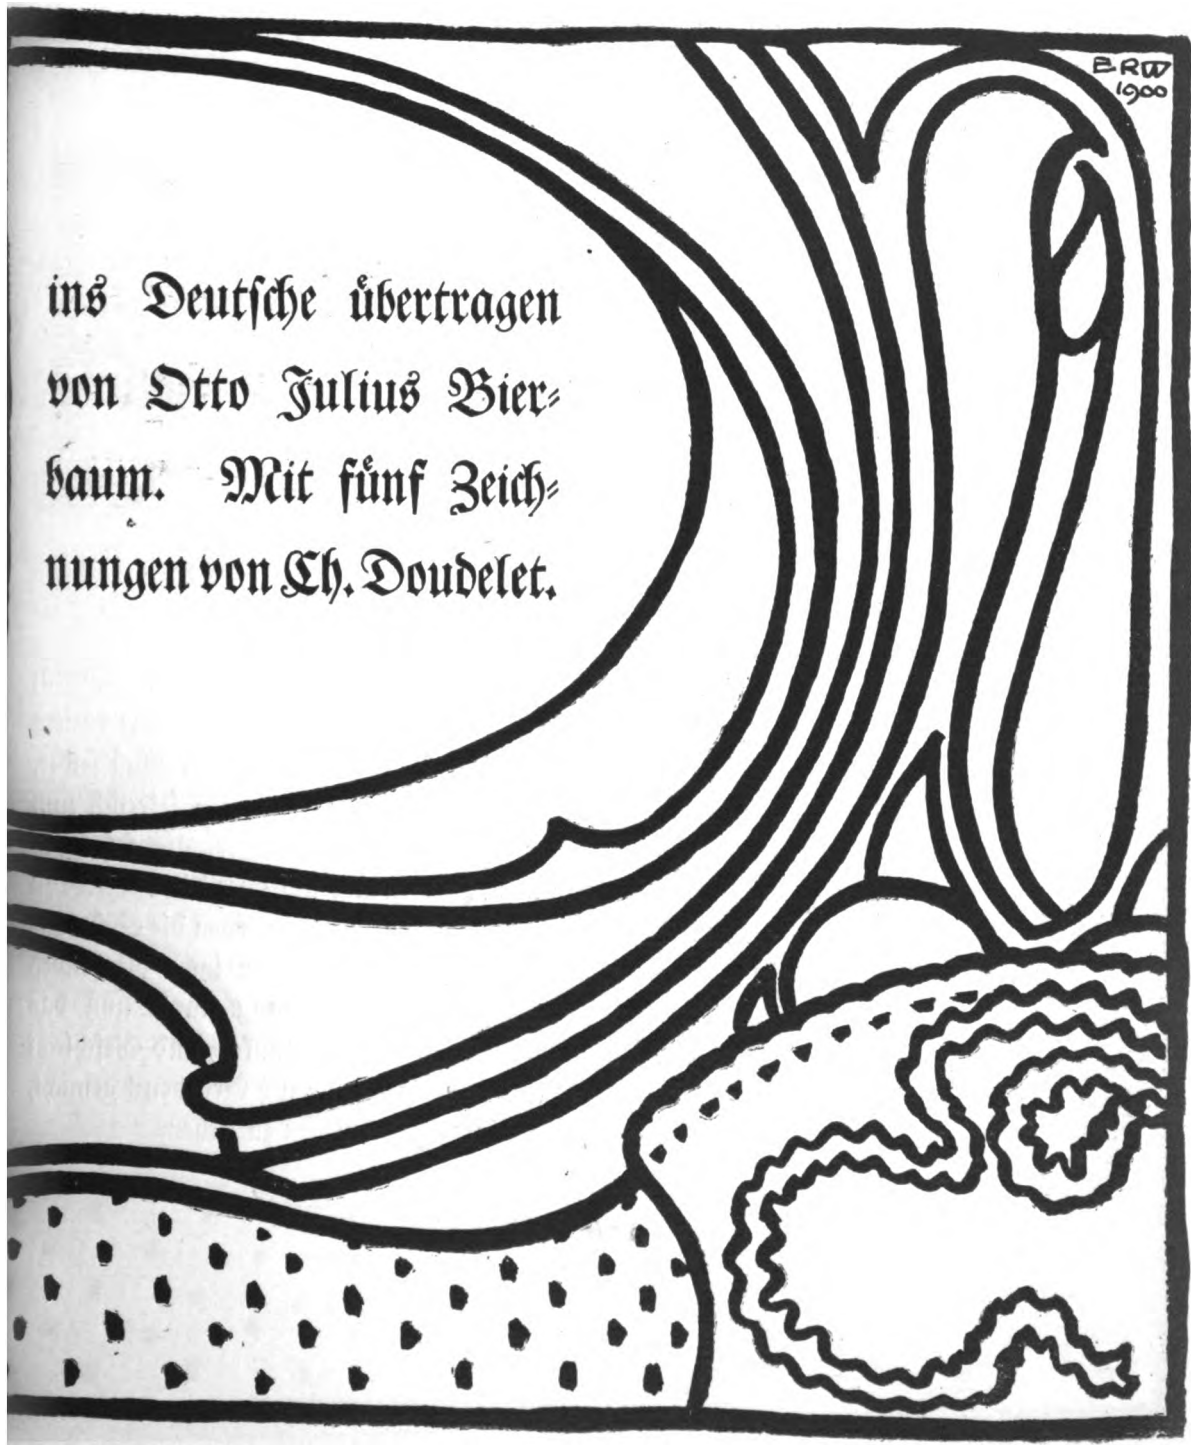 ERW
1900
ins Deutsche übertragen
von Otto Julius Bier-
baum. Mit fünf Zeich-
nungen von Ch. Doudelet.